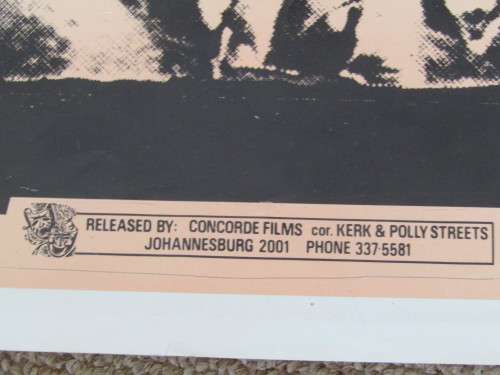 RELEASED BY: CONCORDE FILMS cor. KERK & POLLY STREETS
JOHANNESBURG 2001 PHONE 337-5581